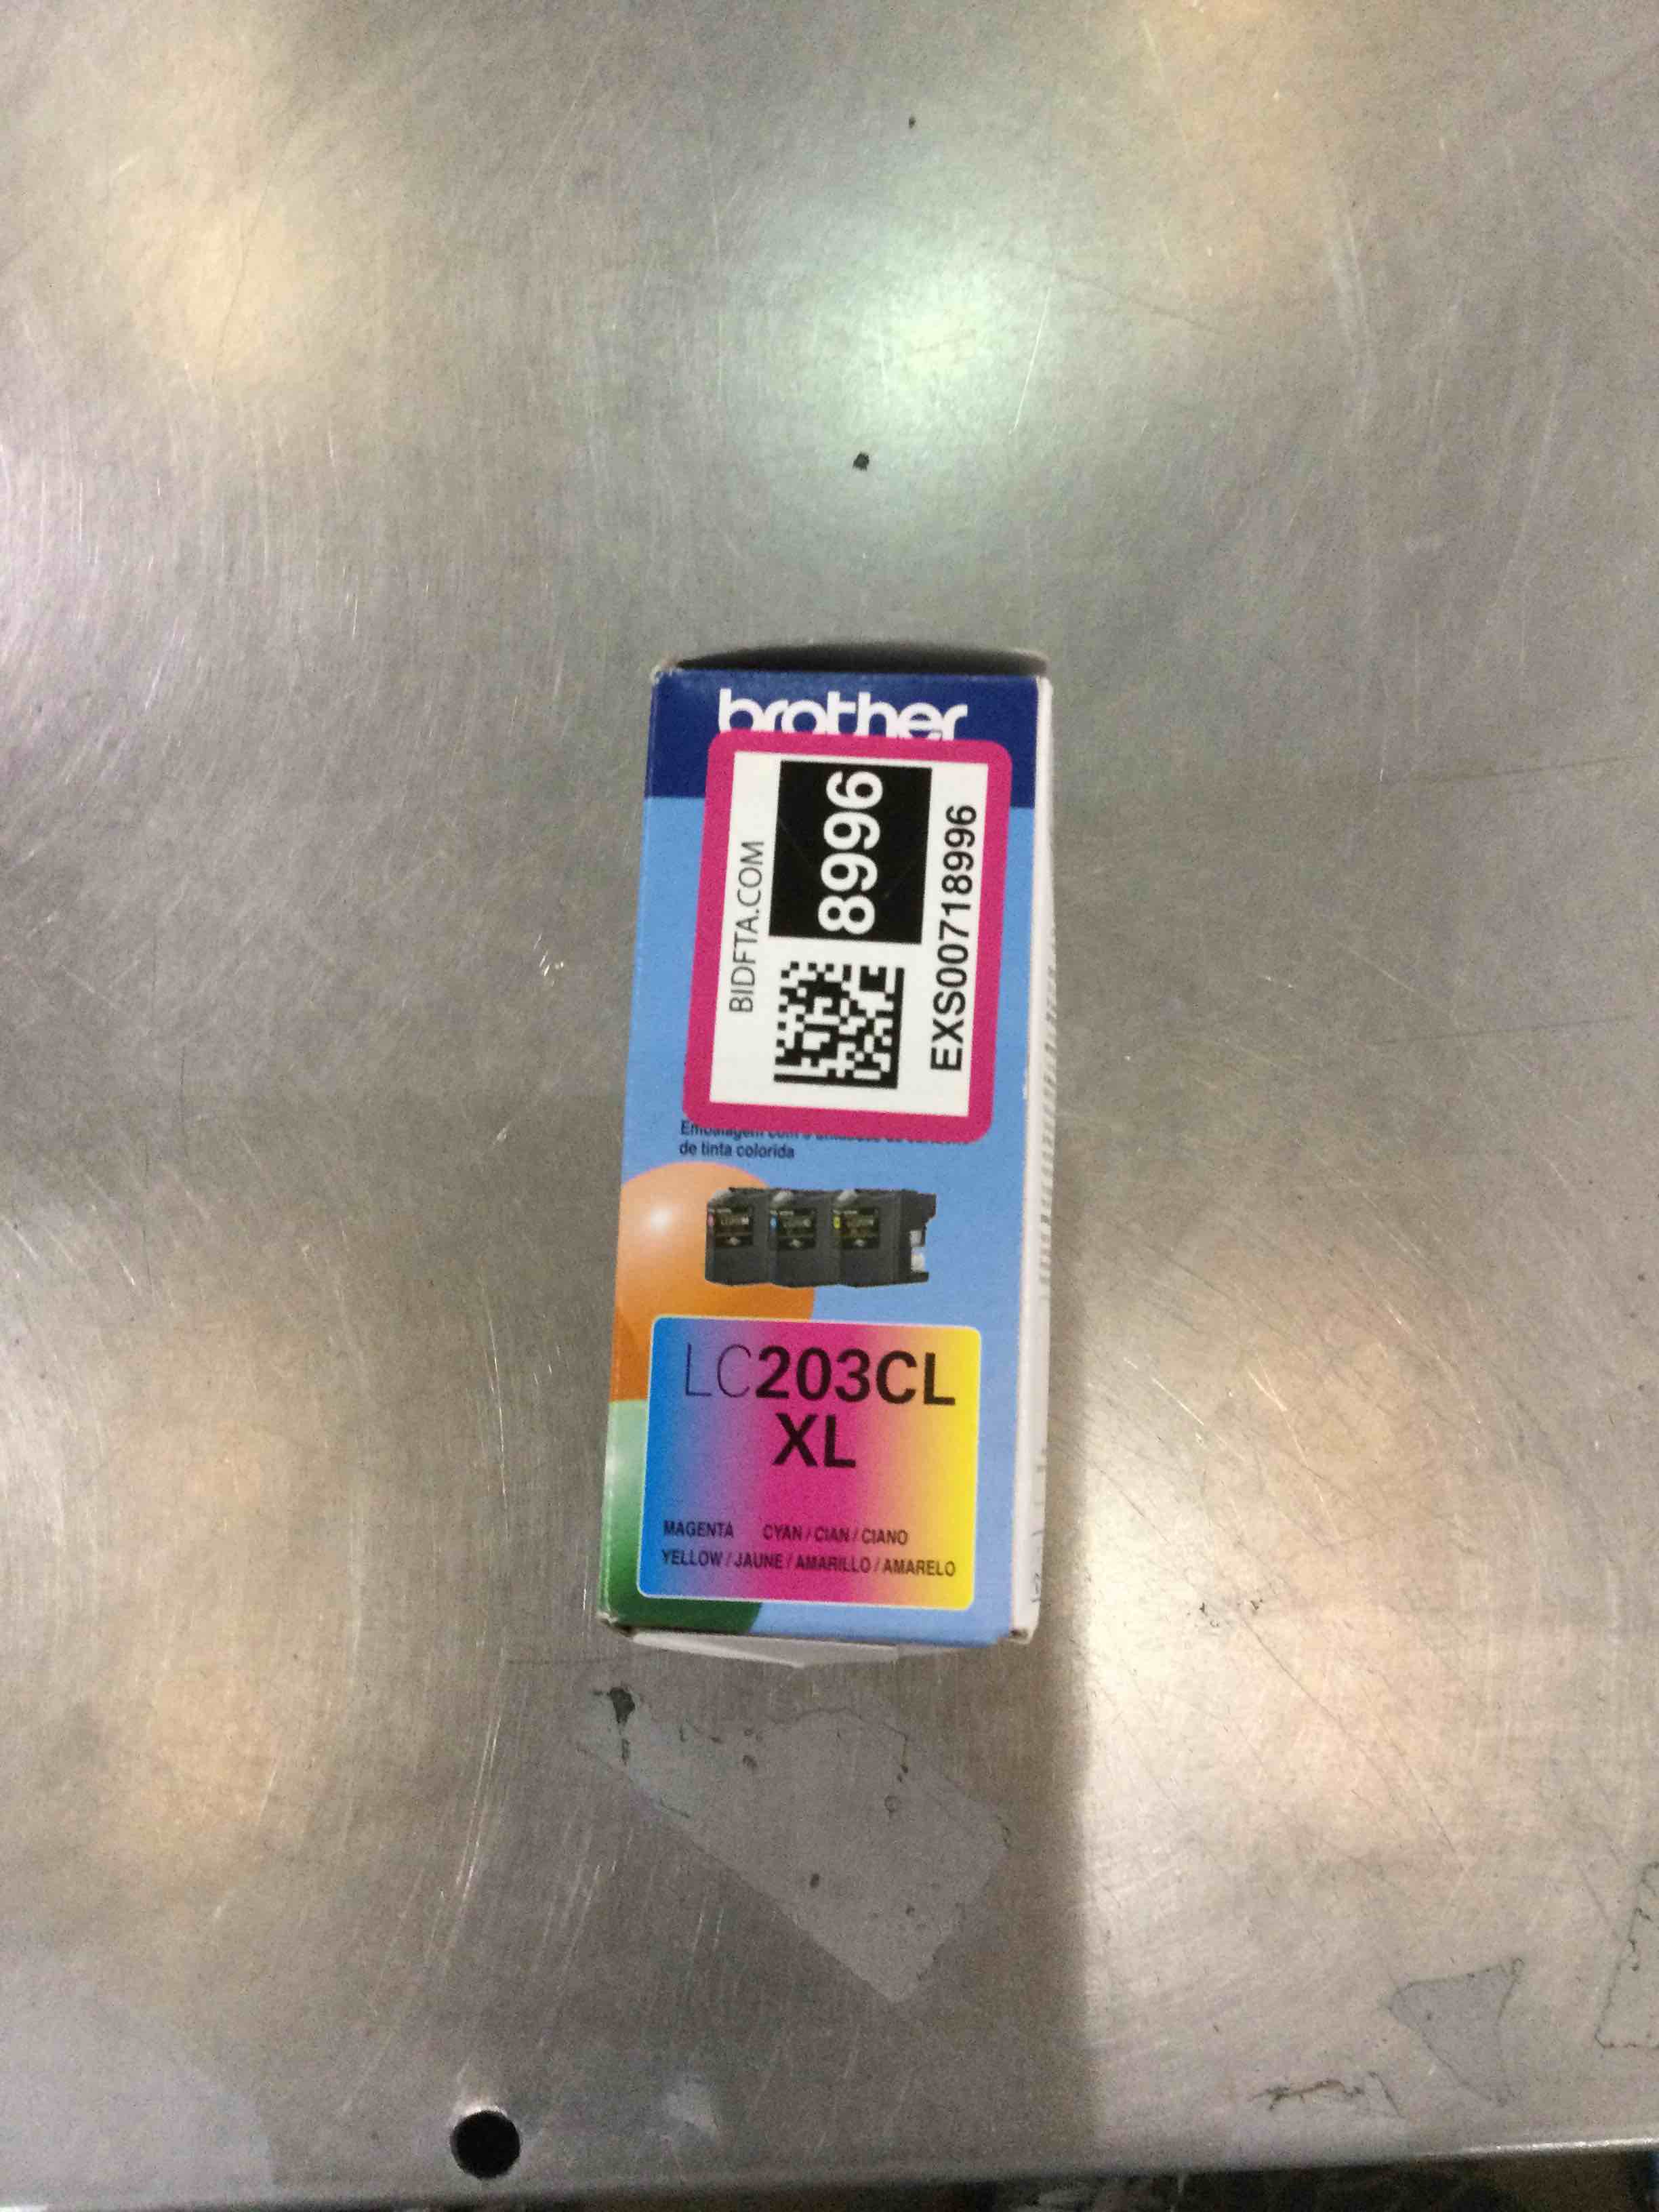 brother
BIDFTA.COM
8996
EXS00718996
de tinta colorida
LC203CL
XL
MAGENTA CYAN / CIAN / CIANO
YELLOW / JAUNE / AMARILLO / AMARELO